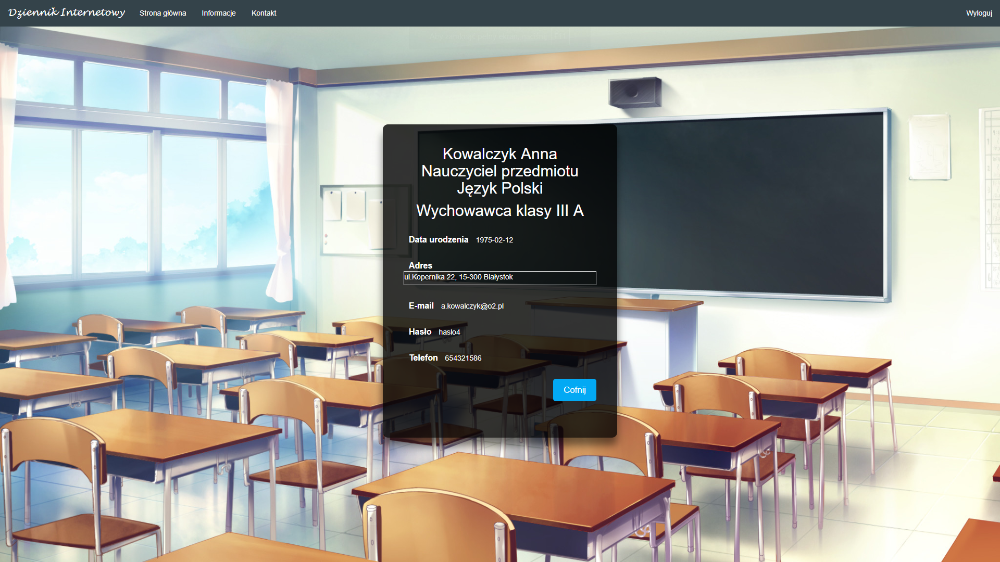 Dziennik Internetowy Strona główna Informacje Kontakt Wyloguj
Kowalczyk Anna
Nauczyciel przedmiotu
Język Polski
Wychowawca klasy III A
Data urodzenia 1975-02-12
Adres
ul.Kopernika 22, 15-300 Białystok
E-mail a.kowalczyk@o2.pl
Hasło haslo4
Telefon 654321586
Cofnij